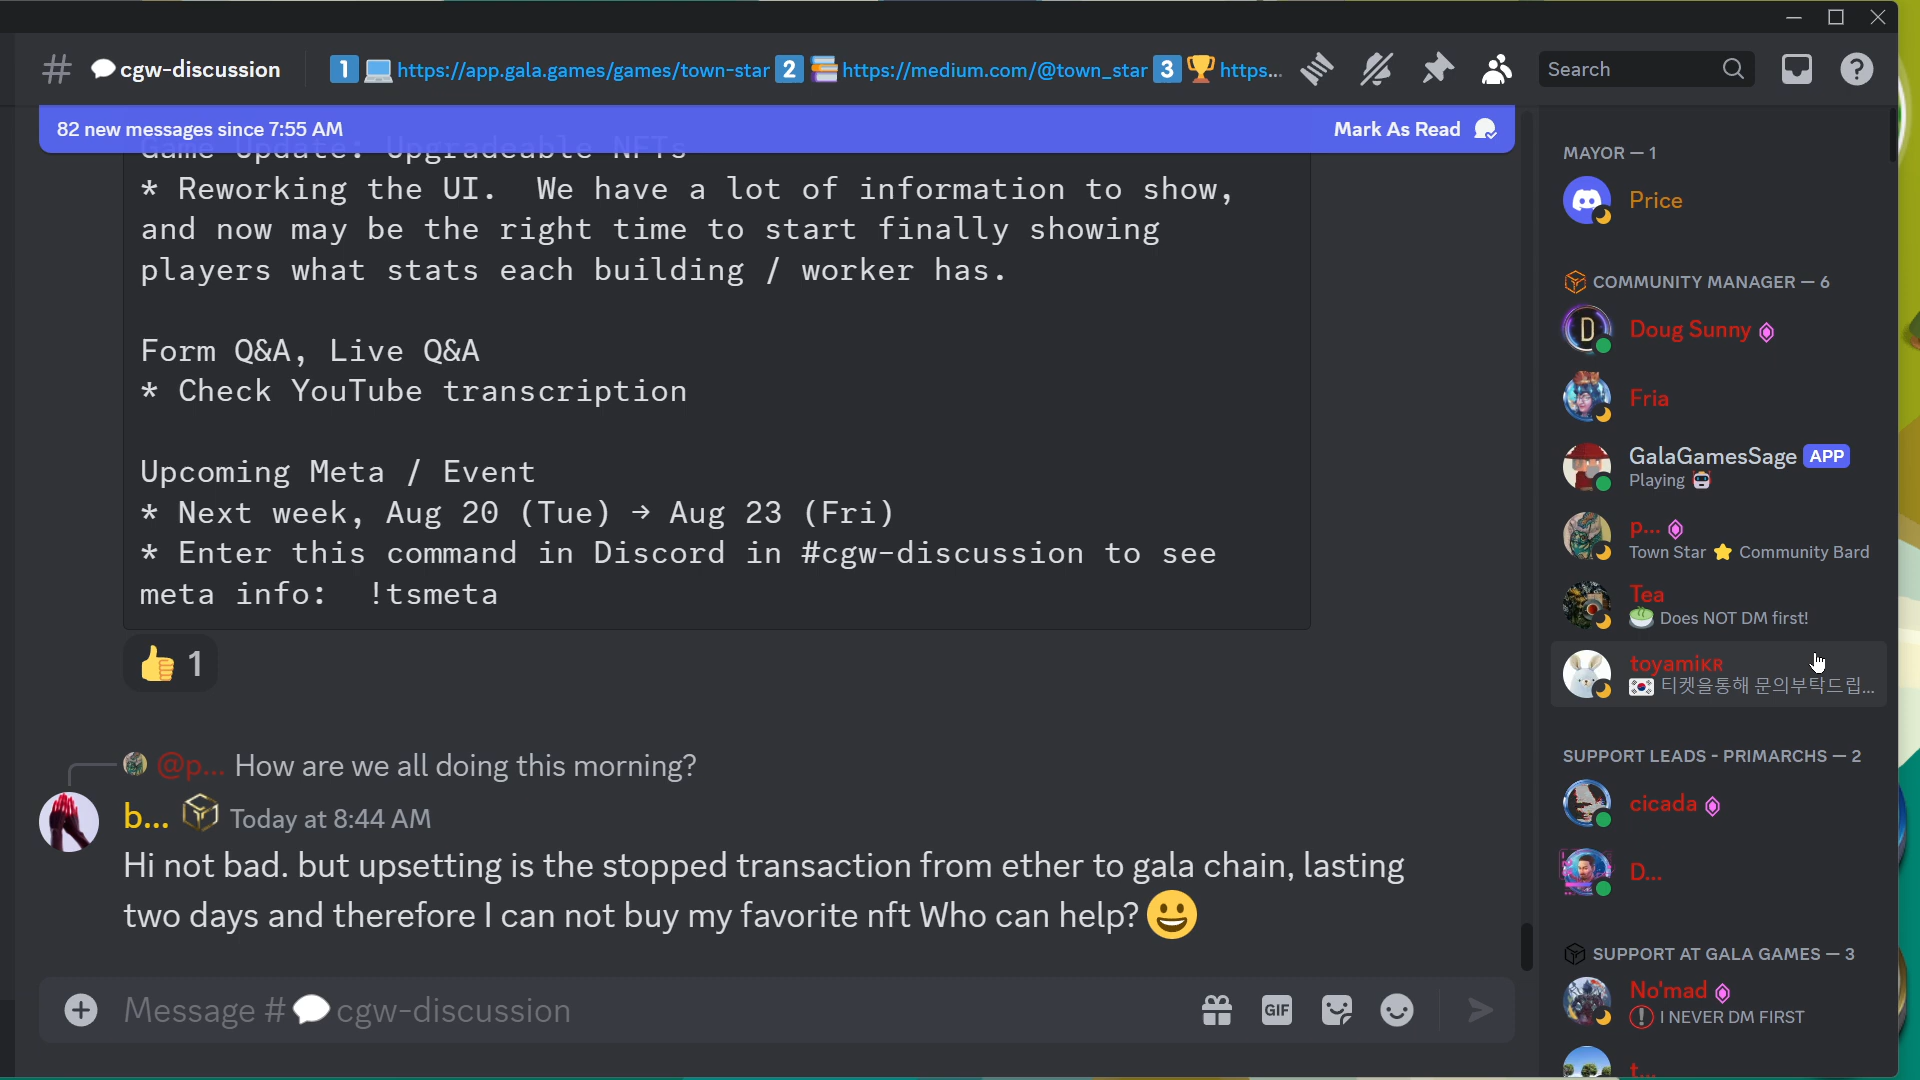 cgw-discussion
1 https://app.gala.games/games/town-star 2 https://medium.com/@town_star 3 https...
Search
82 new messages since 7:55 AM
Mark As Read
Game Update: Upgradeable NFTs
* Reworking the UI. We have a lot of information to show,
and now may be the right time to start finally showing
players what stats each building / worker has.
Form Q&A, Live Q&A
* Check YouTube transcription
Upcoming Meta / Event
* Next week, Aug 20 (Tue) → Aug 23 (Fri)
* Enter this command in Discord in #cgw-discussion to see
meta info: !tsmeta
👍 1
@p... How are we all doing this morning?
b... Today at 8:44 AM
Hi not bad. but upsetting is the stopped transaction from ether to gala chain, lasting
two days and therefore I can not buy my favorite nft Who can help? 😀
Message # 💬 cgw-discussion
GIF
MAYOR — 1
Price
COMMUNITY MANAGER — 6
D
Doug Sunny
Fria
GalaGamesSage APP
Playing
p...
Town Star ⭐ Community Bard
Tea
🍵 Does NOT DM first!
toyamiKR
🇰🇷 티켓을통해 문의부탁드립...
SUPPORT LEADS - PRIMARCHS — 2
cicada
D...
SUPPORT AT GALA GAMES — 3
No'mad
I NEVER DM FIRST
t...